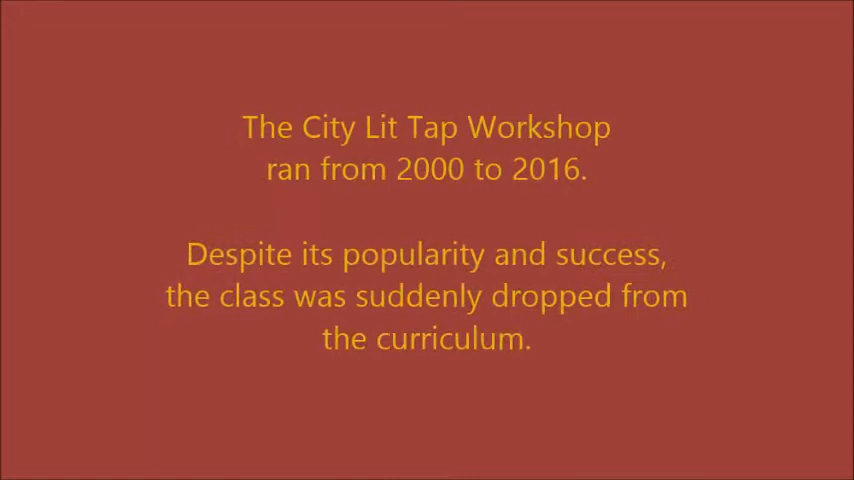 The City Lit Tap Workshop
ran from 2000 to 2016.
Despite its popularity and success,
the class was suddenly dropped from
the curriculum.